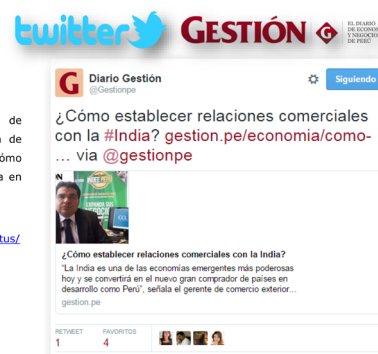 twitter GESTIÓN G EL DIARIO
DE ECONOMÍA
Y NEGOCIOS
DE PERÚ
G Diario Gestión
@Gestionpe
Siguiendo
¿Cómo establecer relaciones comerciales
con la #India? gestion.pe/economia/como-
... via @gestionpe
de
de
ómo
a en
tus/
¿Cómo establecer relaciones comerciales con la India?
"La India es una de las economías emergentes más poderosas
hoy y se convertirá en el nuevo gran comprador de países en
desarrollo como Perú", señala el gerente de comercio exterior...
gestion.pe
RETWEET FAVORITOS
1 4